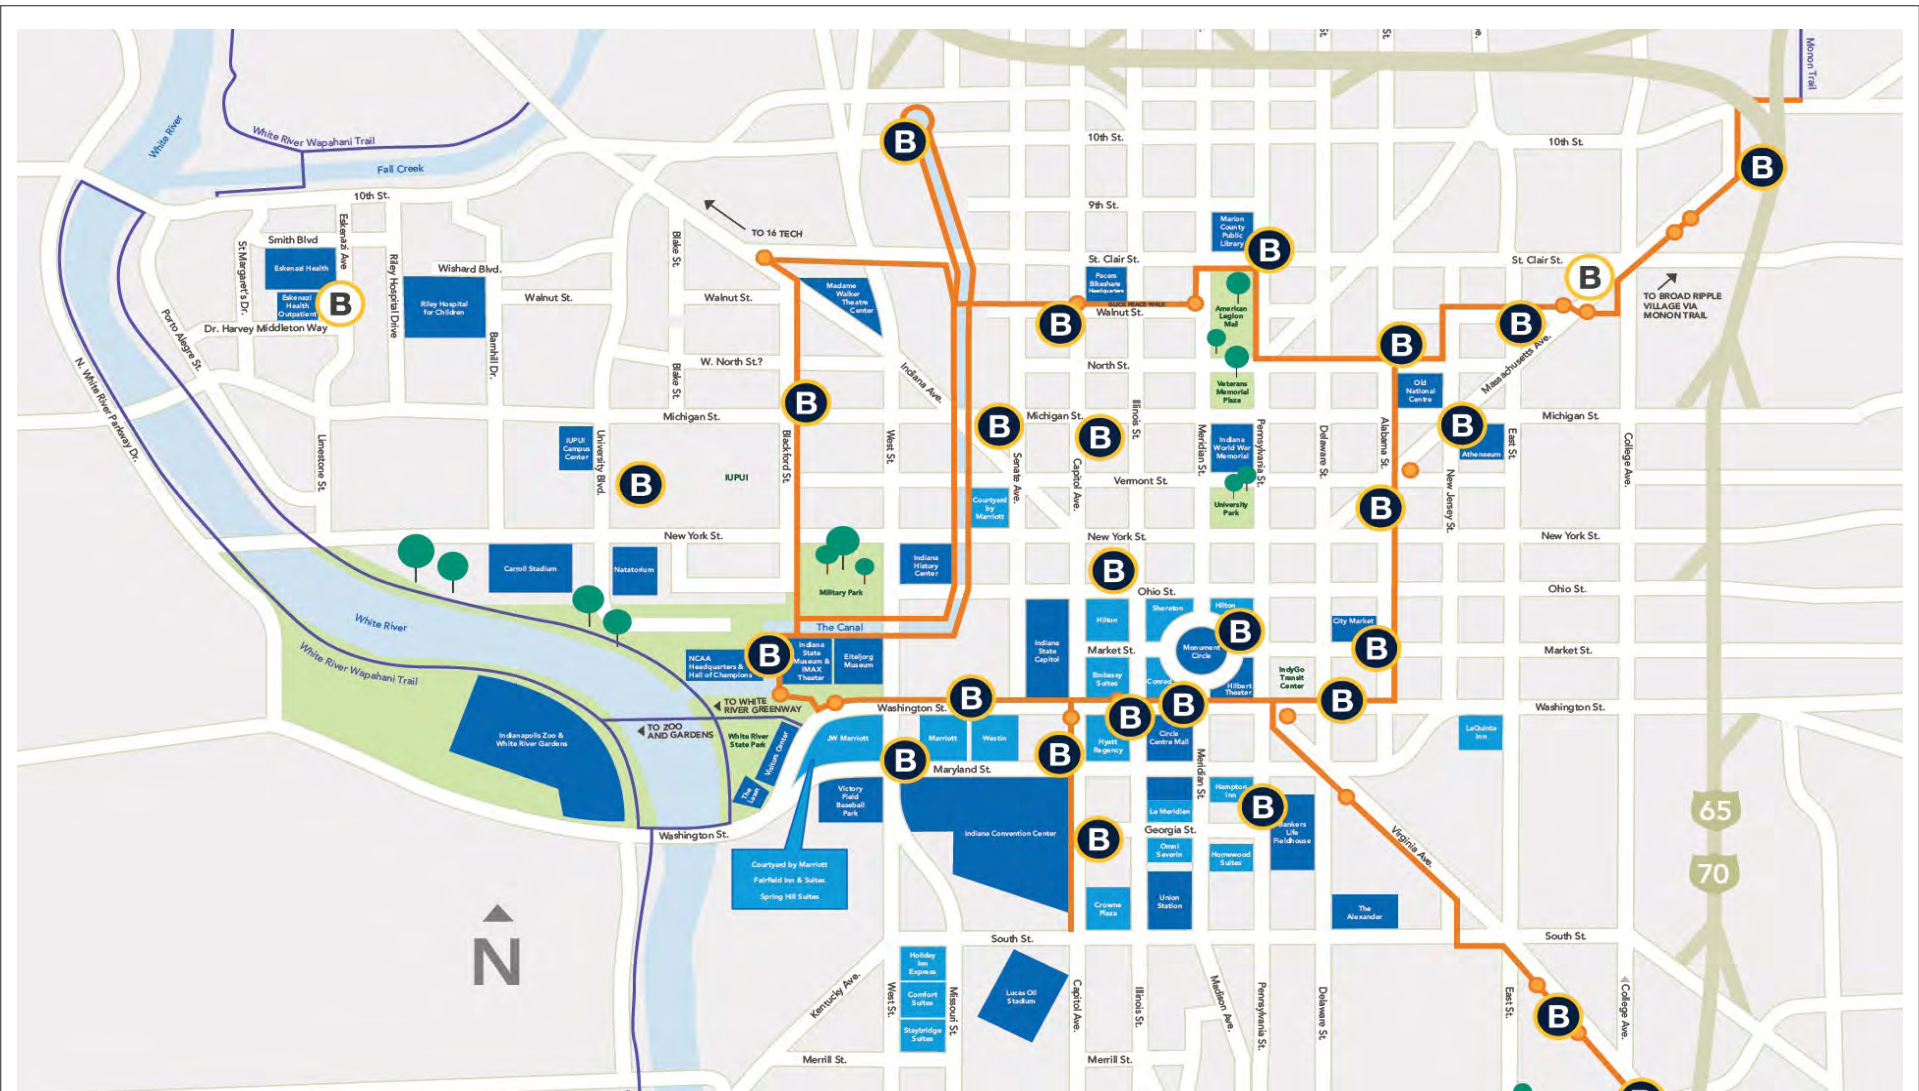 Monon Trail
White River
White River Wapahani Trail
Fall Creek
10th St.
10th St.
10th St.
B
B
9th St.
TO 16 TECH
Marion
County
Public
Library
B
Smith Blvd
St Margaret's Dr.
Eskenazi Ave
Riley Hospital Drive
Blake St.
Eskenazi Health
Eskenazi
Health
Outpatient
B
Wishard Blvd.
Riley Hospital
for Children
Walnut St.
Walnut St.
Madame
Walker
Theatre
Center
St. Clair St.
Pacers
Bikeshare
Headquarters
GLICK PEACE WALK
Walnut St.
B
American
Legion
Mall
St. Clair St.
B
TO BROAD RIPPLE
VILLAGE VIA
MONON TRAIL
B
B
Dr. Harvey Middleton Way
Porto Alegre St.
Barnhill Dr.
W. North St.?
Blake St.
Indiana Ave.
North St.
Veterans
Memorial
Plaza
Massachusetts Ave.
Old
National
Centre
N. White River Parkway Dr.
B
Michigan St.
B
Michigan St.
B
Illinois St.
Michigan St.
B
Limestone St.
IUPUI
Campus
Center
University Blvd.
B
IUPUI
Blackford St.
West St.
Senate Ave.
Capitol Ave.
Meridian St.
Indiana
World War
Memorial
Pennsylvania St.
Delaware St.
Alabama St.
Athenaeum
East St.
College Ave.
New Jersey St.
Vermont St.
Courtyard
by
Marriott
University
Park
B
New York St.
New York St.
New York St.
Carroll Stadium
Natatorium
Military Park
Indiana
History
Center
B
Ohio St.
Ohio St.
White River
White River Wapahani Trail
The Canal
Hilton
Sheraton
Hilton
B
City Market
Indiana
State
Capitol
Monument
Circle
Market St.
B
Market St.
B
NCAA
Headquarters &
Hall of Champions
Indiana
State
Museum &
IMAX
Theater
Eiteljorg
Museum
Embassy
Suites
Conrad
Hilbert
Theater
IndyGo
Transit
Center
TO WHITE
RIVER GREENWAY
Washington St.
B
B
B
B
Washington St.
TO ZOO
AND GARDENS
Indianapolis Zoo &
White River Gardens
White River
State Park
Visitors Center
The
Lawn
JW Marriott
Marriott
Westin
Hyatt
Regency
Circle
Centre Mall
LaQuinta
Inn
B
Maryland St.
B
Meridian St.
Victory
Field
Baseball
Park
Hampton
Inn
B
Bankers
Life
Fieldhouse
Le Meridien
Indiana Convention Center
B
Georgia St.
Virginia Ave.
65
70
Washington St.
Omni
Severin
Homewood
Suites
Courtyard by Marriott
Fairfield Inn & Suites
Spring Hill Suites
Crowne
Plaza
Union
Station
The
Alexander
N
South St.
South St.
Holiday
Inn
Express
Comfort
Suites
Staybridge
Suites
Lucas Oil
Stadium
Kentucky Ave.
West St.
Missouri St.
Capitol Ave.
Illinois St.
Madison Ave.
Pennsylvania St.
Delaware St.
East St.
College Ave.
B
Merrill St.
Merrill St.